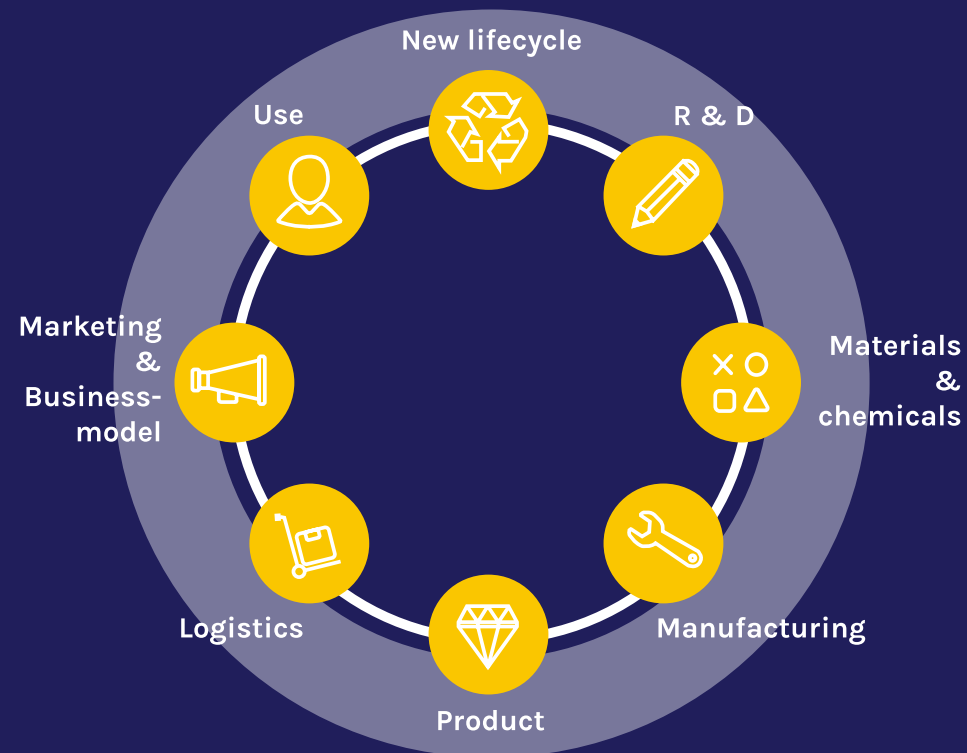 New lifecycle
Use
R & D
Marketing
&
Business-
model
Materials
&
chemicals
Logistics
Manufacturing
Product